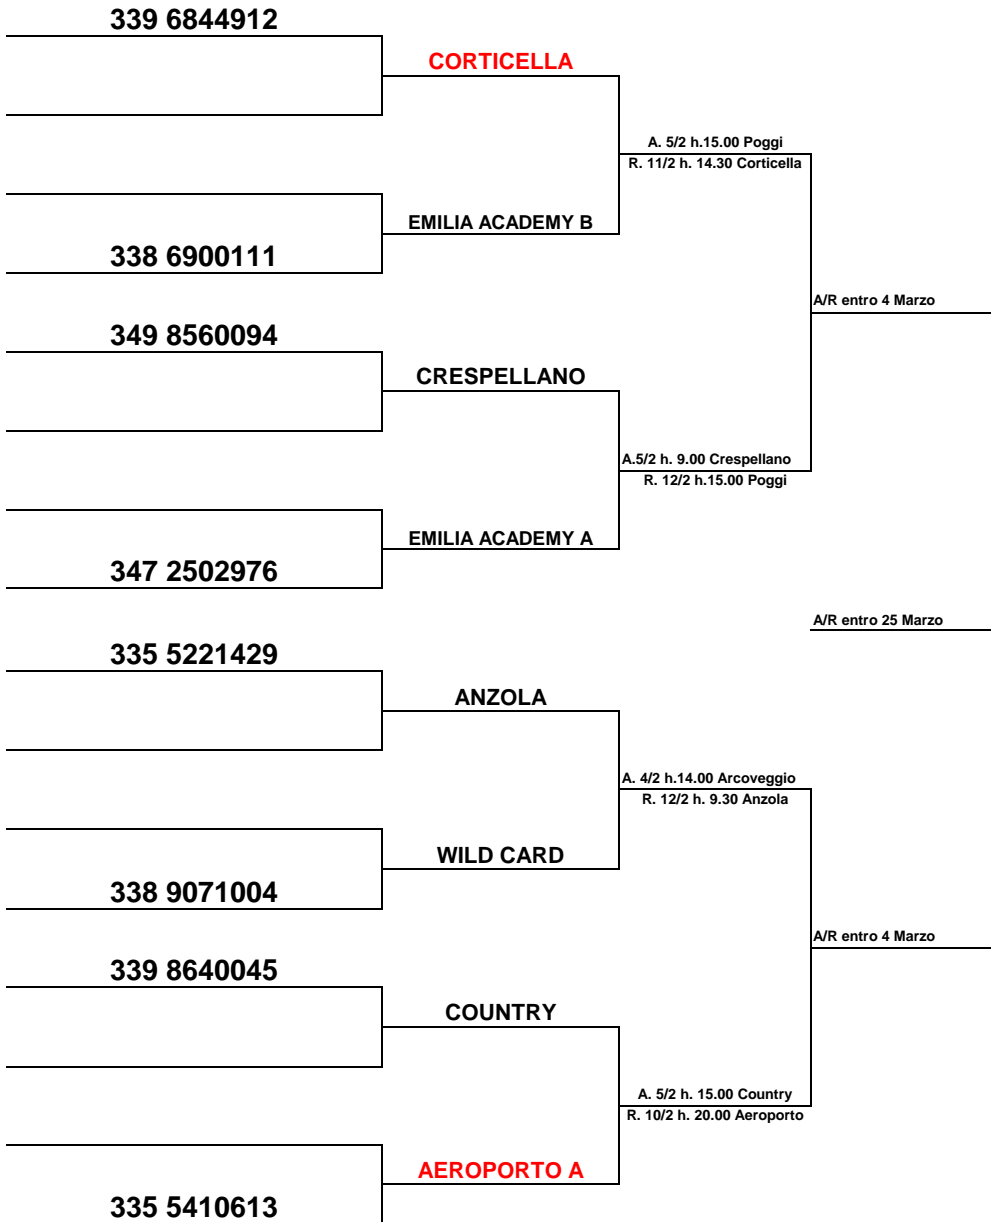 339 6844912
CORTICELLA
A. 5/2 h.15.00 Poggi
R. 11/2 h. 14.30 Corticella
EMILIA ACADEMY B
338 6900111
A/R entro 4 Marzo
349 8560094
CRESPELLANO
A.5/2 h. 9.00 Crespellano
R. 12/2 h.15.00 Poggi
EMILIA ACADEMY A
347 2502976
A/R entro 25 Marzo
335 5221429
ANZOLA
A. 4/2 h.14.00 Arcoveggio
R. 12/2 h. 9.30 Anzola
WILD CARD
338 9071004
A/R entro 4 Marzo
339 8640045
COUNTRY
A. 5/2 h. 15.00 Country
R. 10/2 h. 20.00 Aeroporto
AEROPORTO A
335 5410613